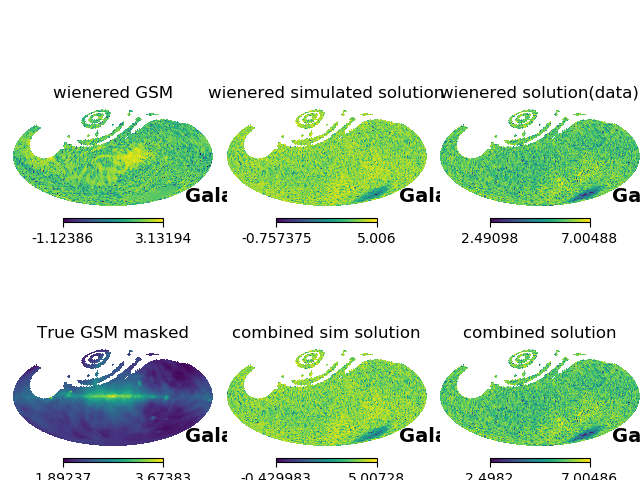 wienered GSM wienered simulated solution wienered solution(data)
Gala Gala Ga
-1.12386 3.13194 -0.757375 5.006 2.49098 7.00488
True GSM masked combined sim solution combined solution
Gala Gala Ga
1.89237 3.67383 -0.429983 5.00728 2.4982 7.00486